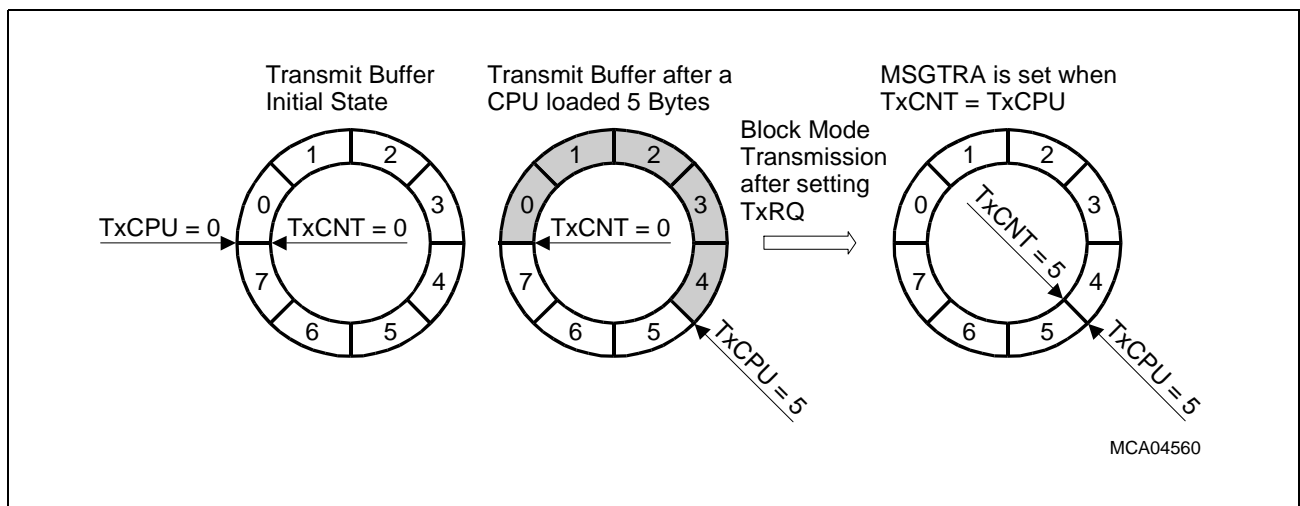 Transmit Buffer
Initial State
TxCPU = 0
TxCNT = 0
0
1
2
3
4
5
6
7
Transmit Buffer after a
CPU loaded 5 Bytes
TxCNT = 0
0
1
2
3
4
5
6
7
TxCPU = 5
Block Mode
Transmission
after setting
TxRQ
MSGTRA is set when
TxCNT = TxCPU
TxCNT = 5
0
1
2
3
4
5
6
7
TxCPU = 5
MCA04560